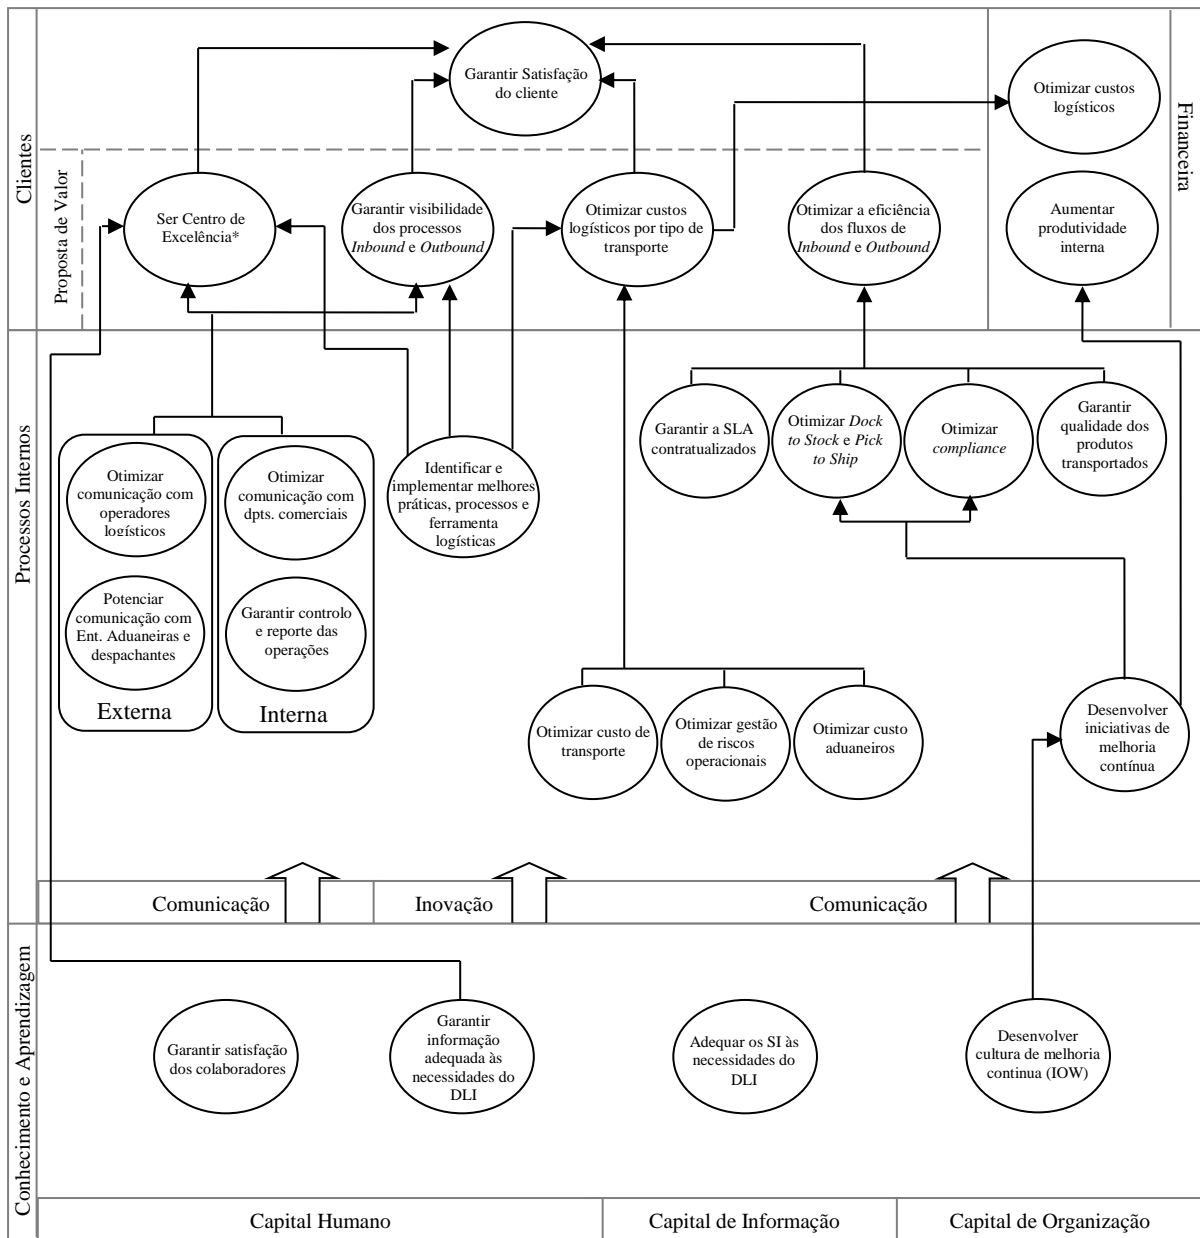 Clientes
Proposta de Valor
Garantir Satisfação
do cliente
Otimizar custos
logísticos
Financeira
Ser Centro de
Excelência*
Garantir visibilidade
dos processos
Inbound e Outbound
Otimizar custos
logísticos por tipo de
transporte
Otimizar a eficiência
dos fluxos de
Inbound e Outbound
Aumentar
produtividade
interna
Processos Internos
Otimizar
comunicação com
operadores
logísticos
Potenciar
comunicação com
Ent. Aduaneiras e
despachantes
Externa
Otimizar
comunicação com
dpts. comerciais
Garantir controlo
e reporte das
operações
Interna
Identificar e
implementar melhores
práticas, processos e
ferramenta
logísticas
Garantir a SLA
contratualizados
Otimizar Dock
to Stock e Pick
to Ship
Otimizar
compliance
Garantir
qualidade dos
produtos
transportados
Otimizar custo de
transporte
Otimizar gestão
de riscos
operacionais
Otimizar custo
aduaneiros
Desenvolver
iniciativas de
melhoria
contínua
Comunicação
Inovação
Comunicação
Conhecimento e Aprendizagem
Garantir satisfação
dos colaboradores
Garantir
informação
adequada às
necessidades do
DLI
Adequar os SI às
necessidades do
DLI
Desenvolver
cultura de melhoria
continua (IOW)
Capital Humano
Capital de Informação
Capital de Organização